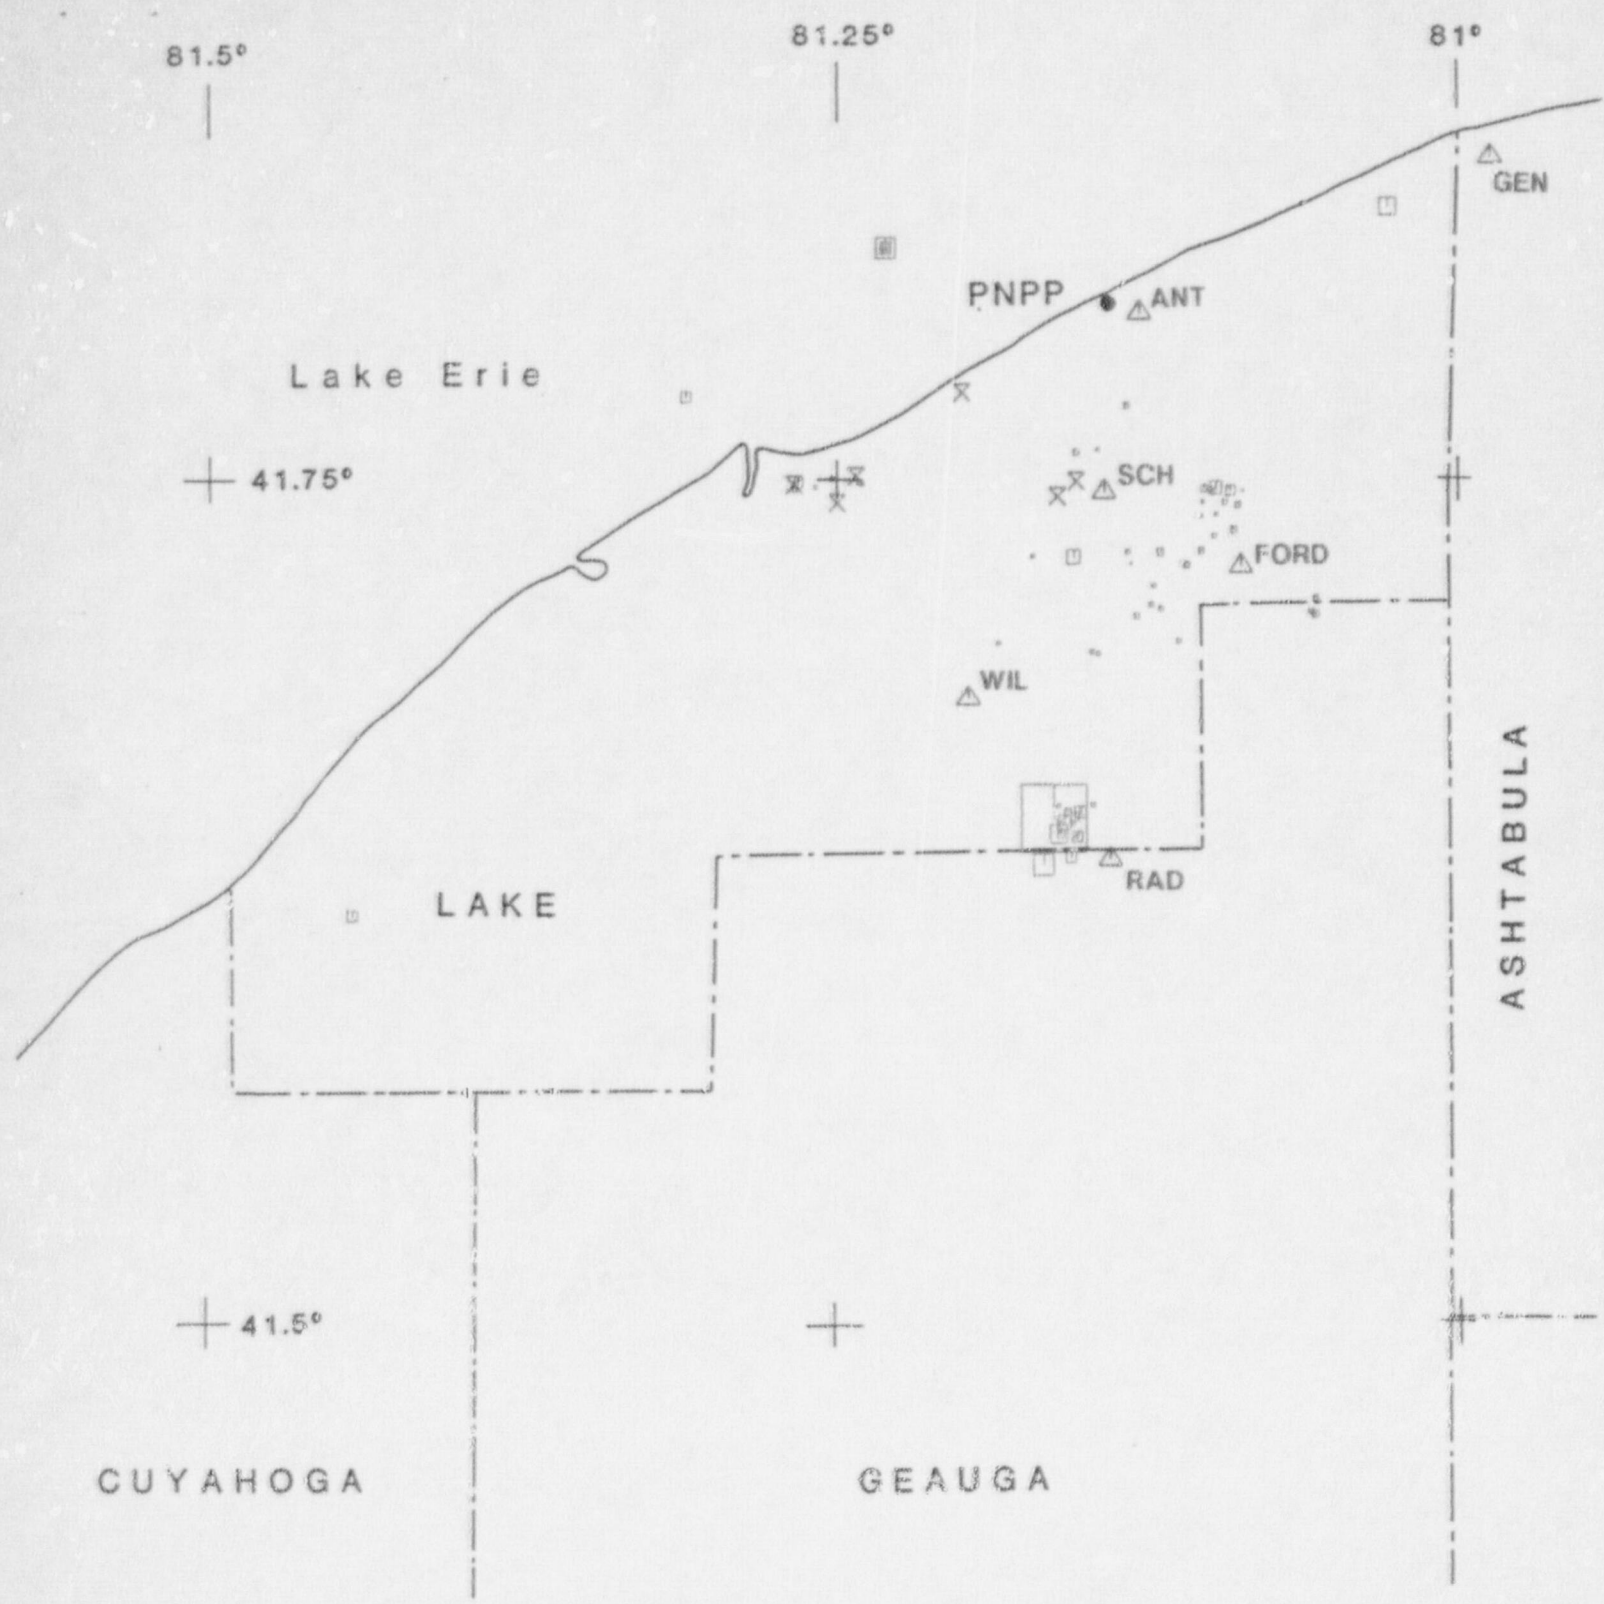 81.5°
81.25°
81°
GEN
PNPP
ANT
Lake Erie
41.75°
SCH
FORD
WIL
RAD
LAKE
ASHTABULA
41.5°
CUYAHOGA
GEAUGA